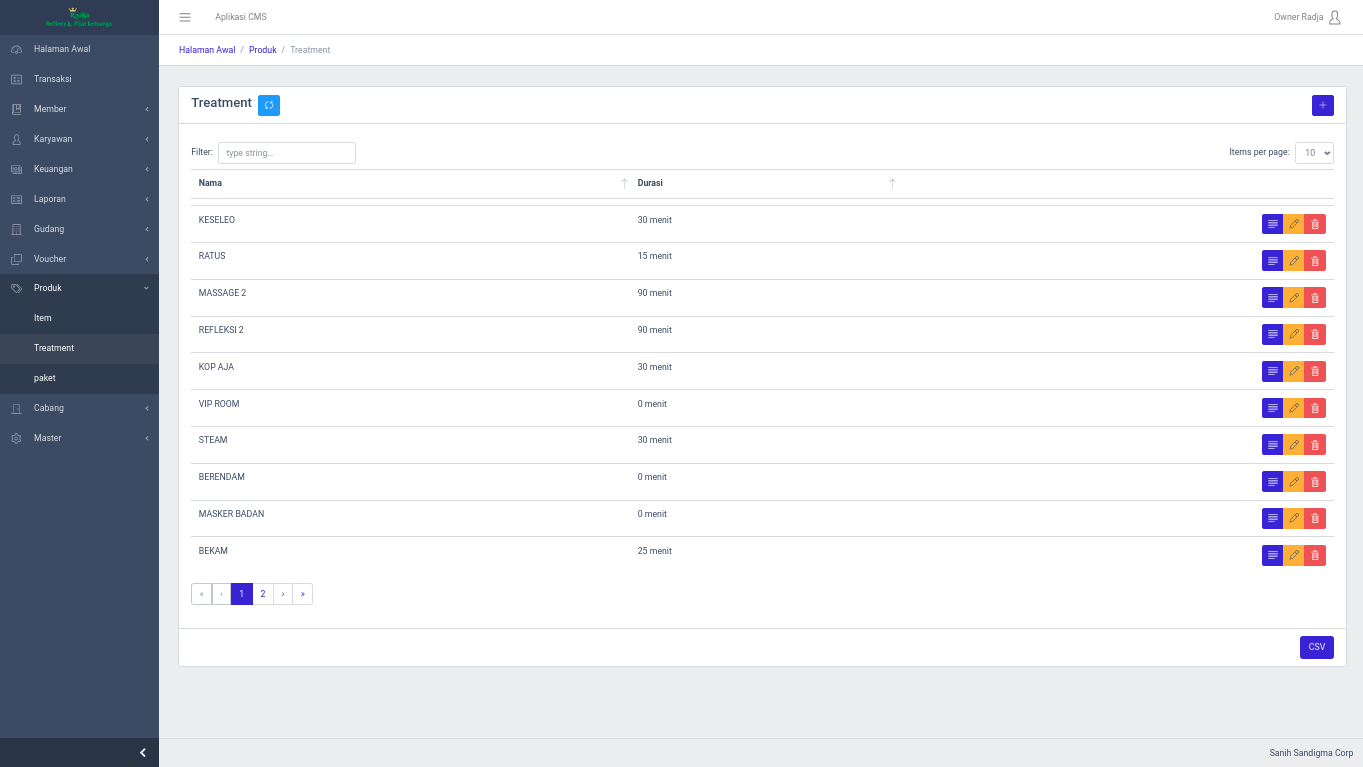 Radja
Refleksi & Pijat Keluarga
Aplikasi CMS
Owner Radja
Halaman Awal / Produk / Treatment
Halaman Awal
Transaksi
Member
Karyawan
Keuangan
Laporan
Gudang
Voucher
Produk
Item
Treatment
paket
Cabang
Master
Treatment
Filter: type string...
Items per page: 10
Nama Durasi
KESELEO 30 menit
RATUS 15 menit
MASSAGE 2 90 menit
REFLEKSI 2 90 menit
KOP AJA 30 menit
VIP ROOM 0 menit
STEAM 30 menit
BERENDAM 0 menit
MASKER BADAN 0 menit
BEKAM 25 menit
« ‹ 1 2 › »
CSV
Sanih Sandigma Corp